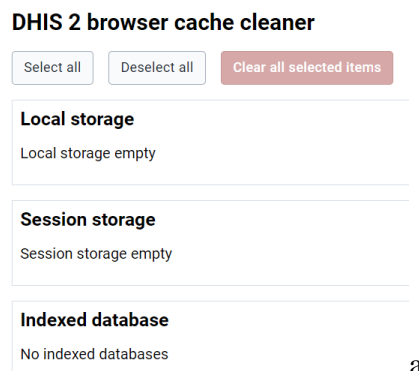 DHIS 2 browser cache cleaner
Select all Deselect all Clear all selected items
Local storage
Local storage empty
Session storage
Session storage empty
Indexed database
No indexed databases
a